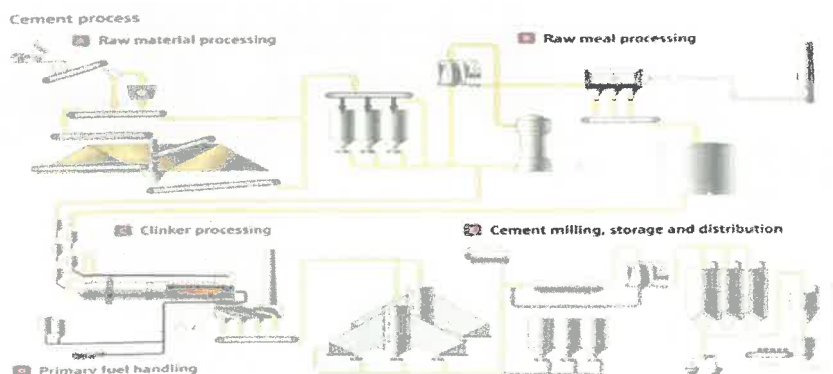 Cement process
Raw material processing
Raw meal processing
Clinker processing
Cement milling, storage and distribution
Primary fuel handling